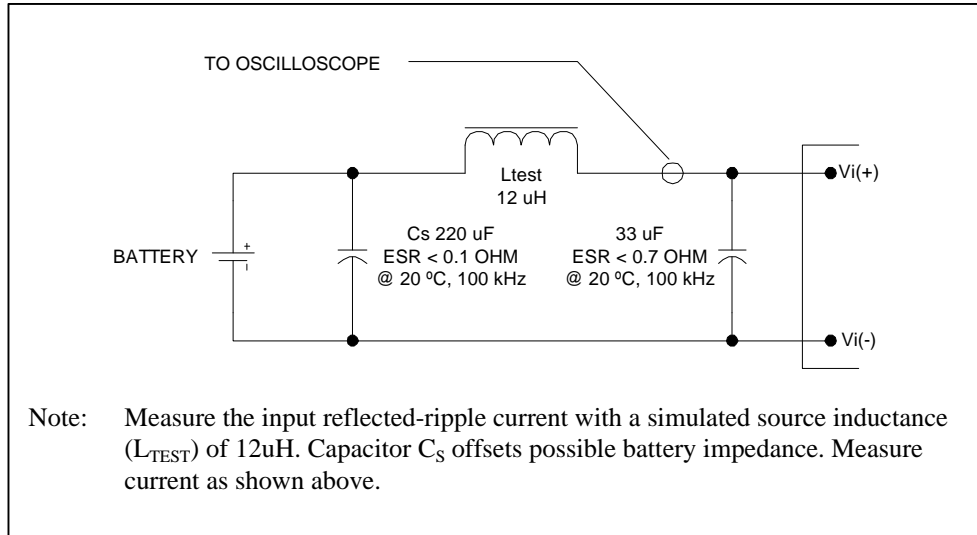 TO OSCILLOSCOPE
Ltest
12 uH
Vi(+)
BATTERY
+
-
Cs 220 uF
ESR < 0.1 OHM
@ 20 ºC, 100 kHz
33 uF
ESR < 0.7 OHM
@ 20 ºC, 100 kHz
Vi(-)
Note: Measure the input reflected-ripple current with a simulated source inductance
(LTEST) of 12uH. Capacitor CS offsets possible battery impedance. Measure
current as shown above.